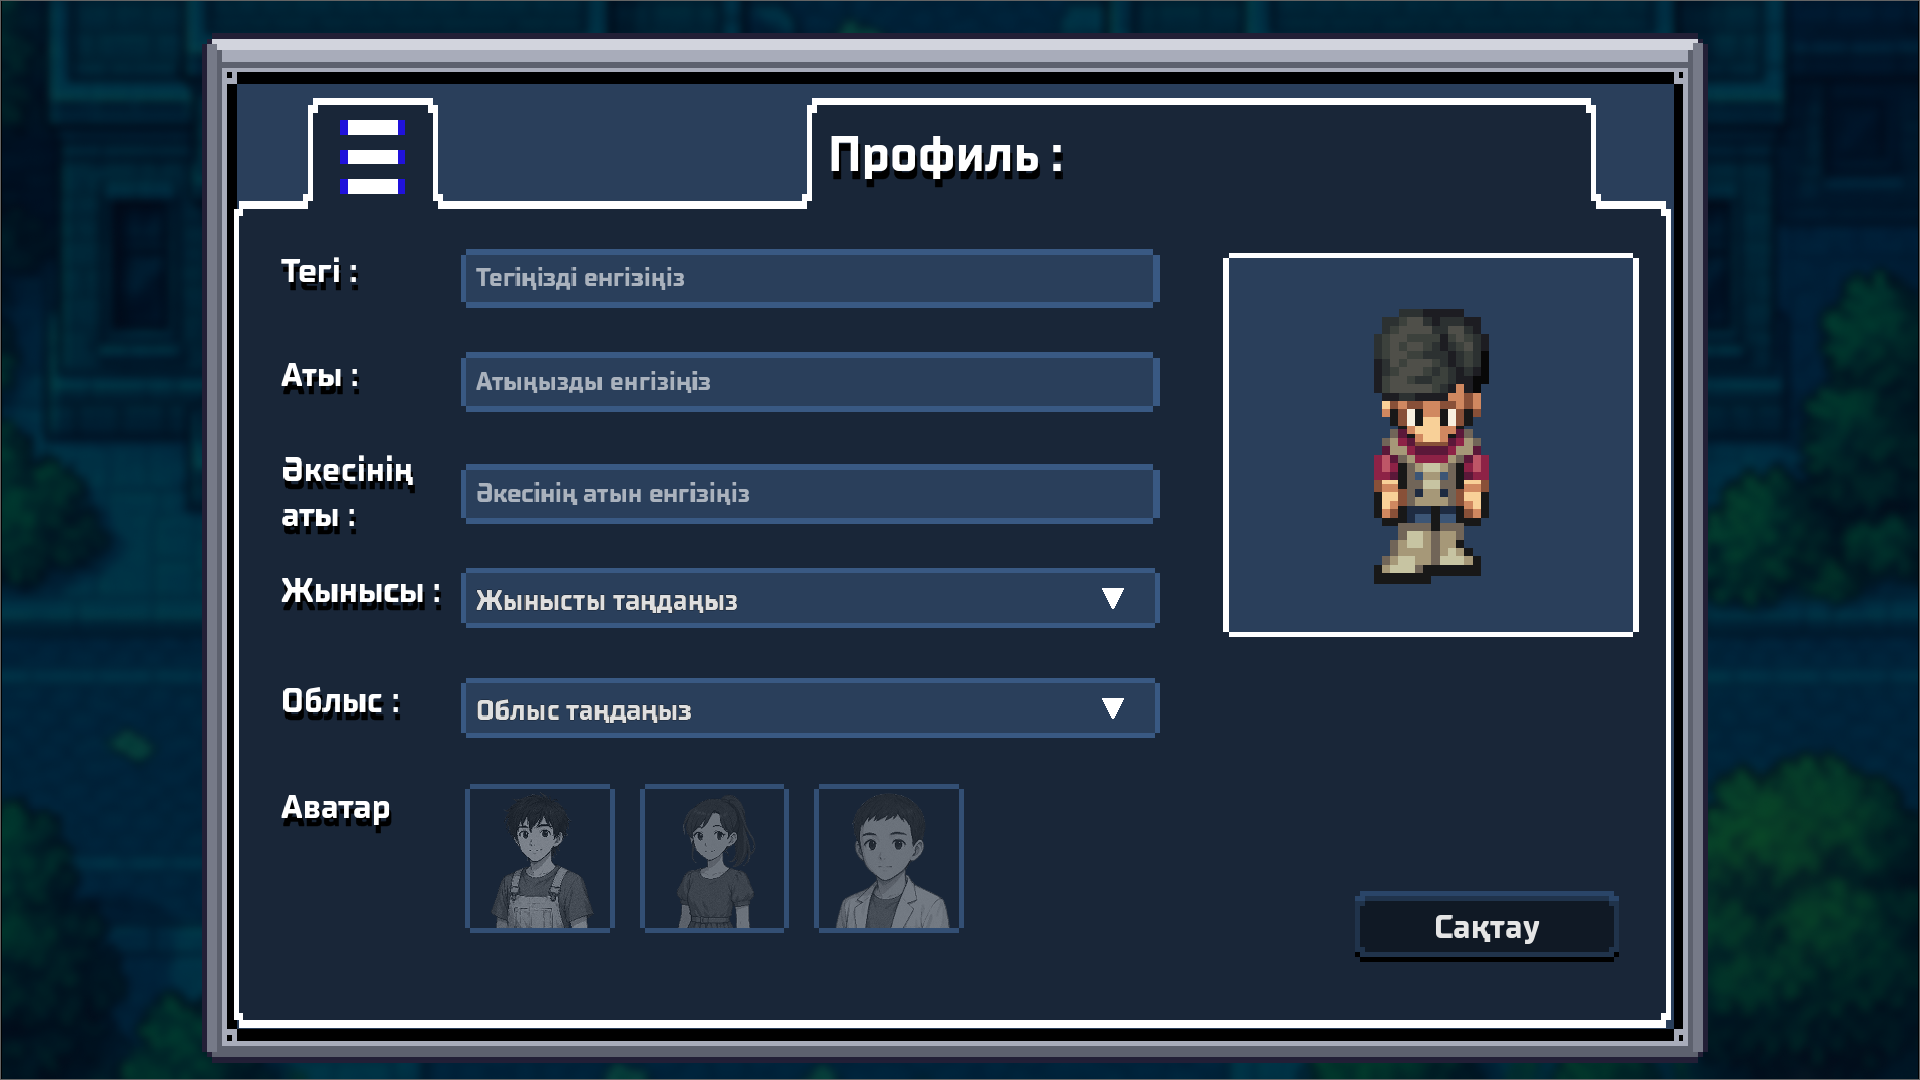 Профиль :
Тегі :
Тегіңізді енгізіңіз
Аты :
Атыңызды енгізіңіз
Әкесінің
аты :
Әкесінің атын енгізіңіз
Жынысы :
Жынысты таңдаңыз
Облыс :
Облыс таңдаңыз
Аватар
Сақтау